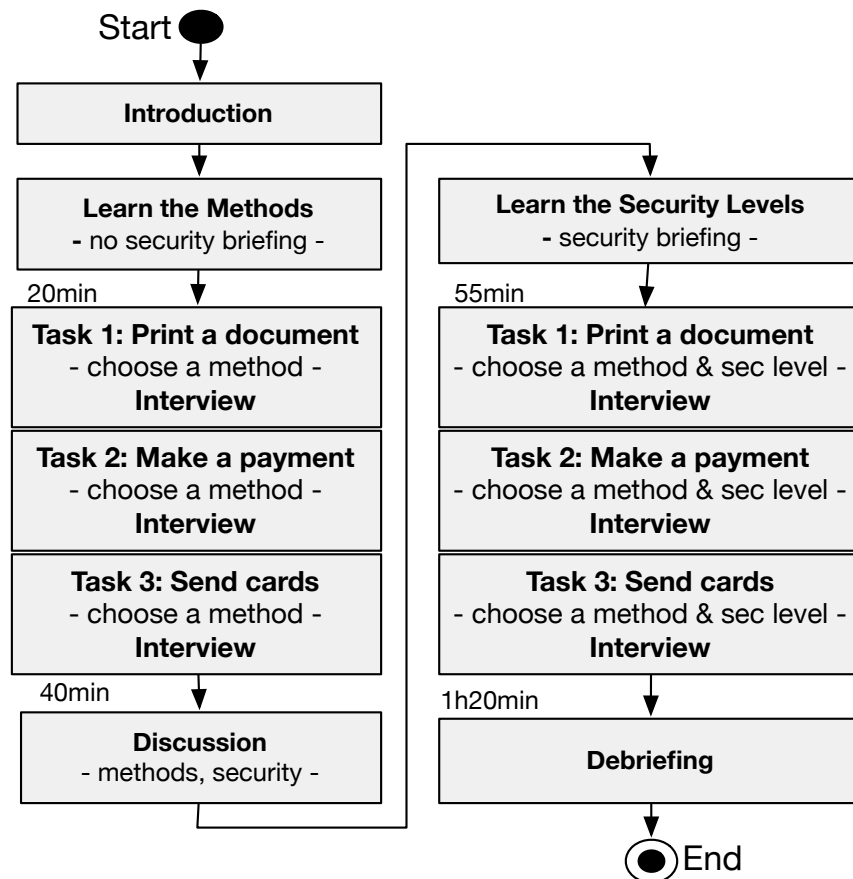 Start
Introduction
Learn the Methods
- no security briefing -
20min
Task 1: Print a document
- choose a method -
Interview
Task 2: Make a payment
- choose a method -
Interview
Task 3: Send cards
- choose a method -
Interview
40min
Discussion
- methods, security -
Learn the Security Levels
- security briefing -
55min
Task 1: Print a document
- choose a method & sec level -
Interview
Task 2: Make a payment
- choose a method & sec level -
Interview
Task 3: Send cards
- choose a method & sec level -
Interview
1h20min
Debriefing
End